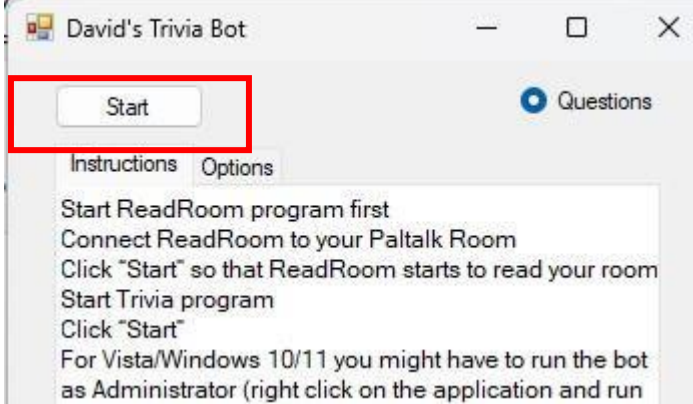 David's Trivia Bot
Start
Questions
Instructions Options
Start ReadRoom program first
Connect ReadRoom to your Paltalk Room
Click "Start" so that ReadRoom starts to read your room
Start Trivia program
Click "Start"
For Vista/Windows 10/11 you might have to run the bot
as Administrator (right click on the application and run